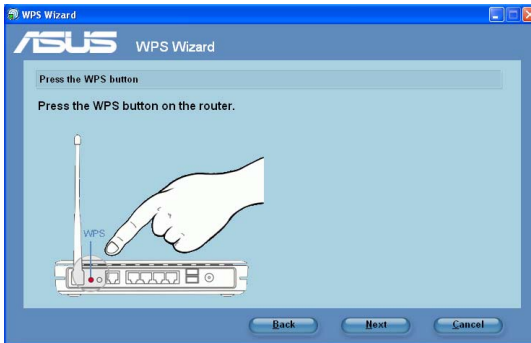 WPS Wizard
ASUS WPS Wizard
Press the WPS button
Press the WPS button on the router.
WPS
Back Next Cancel